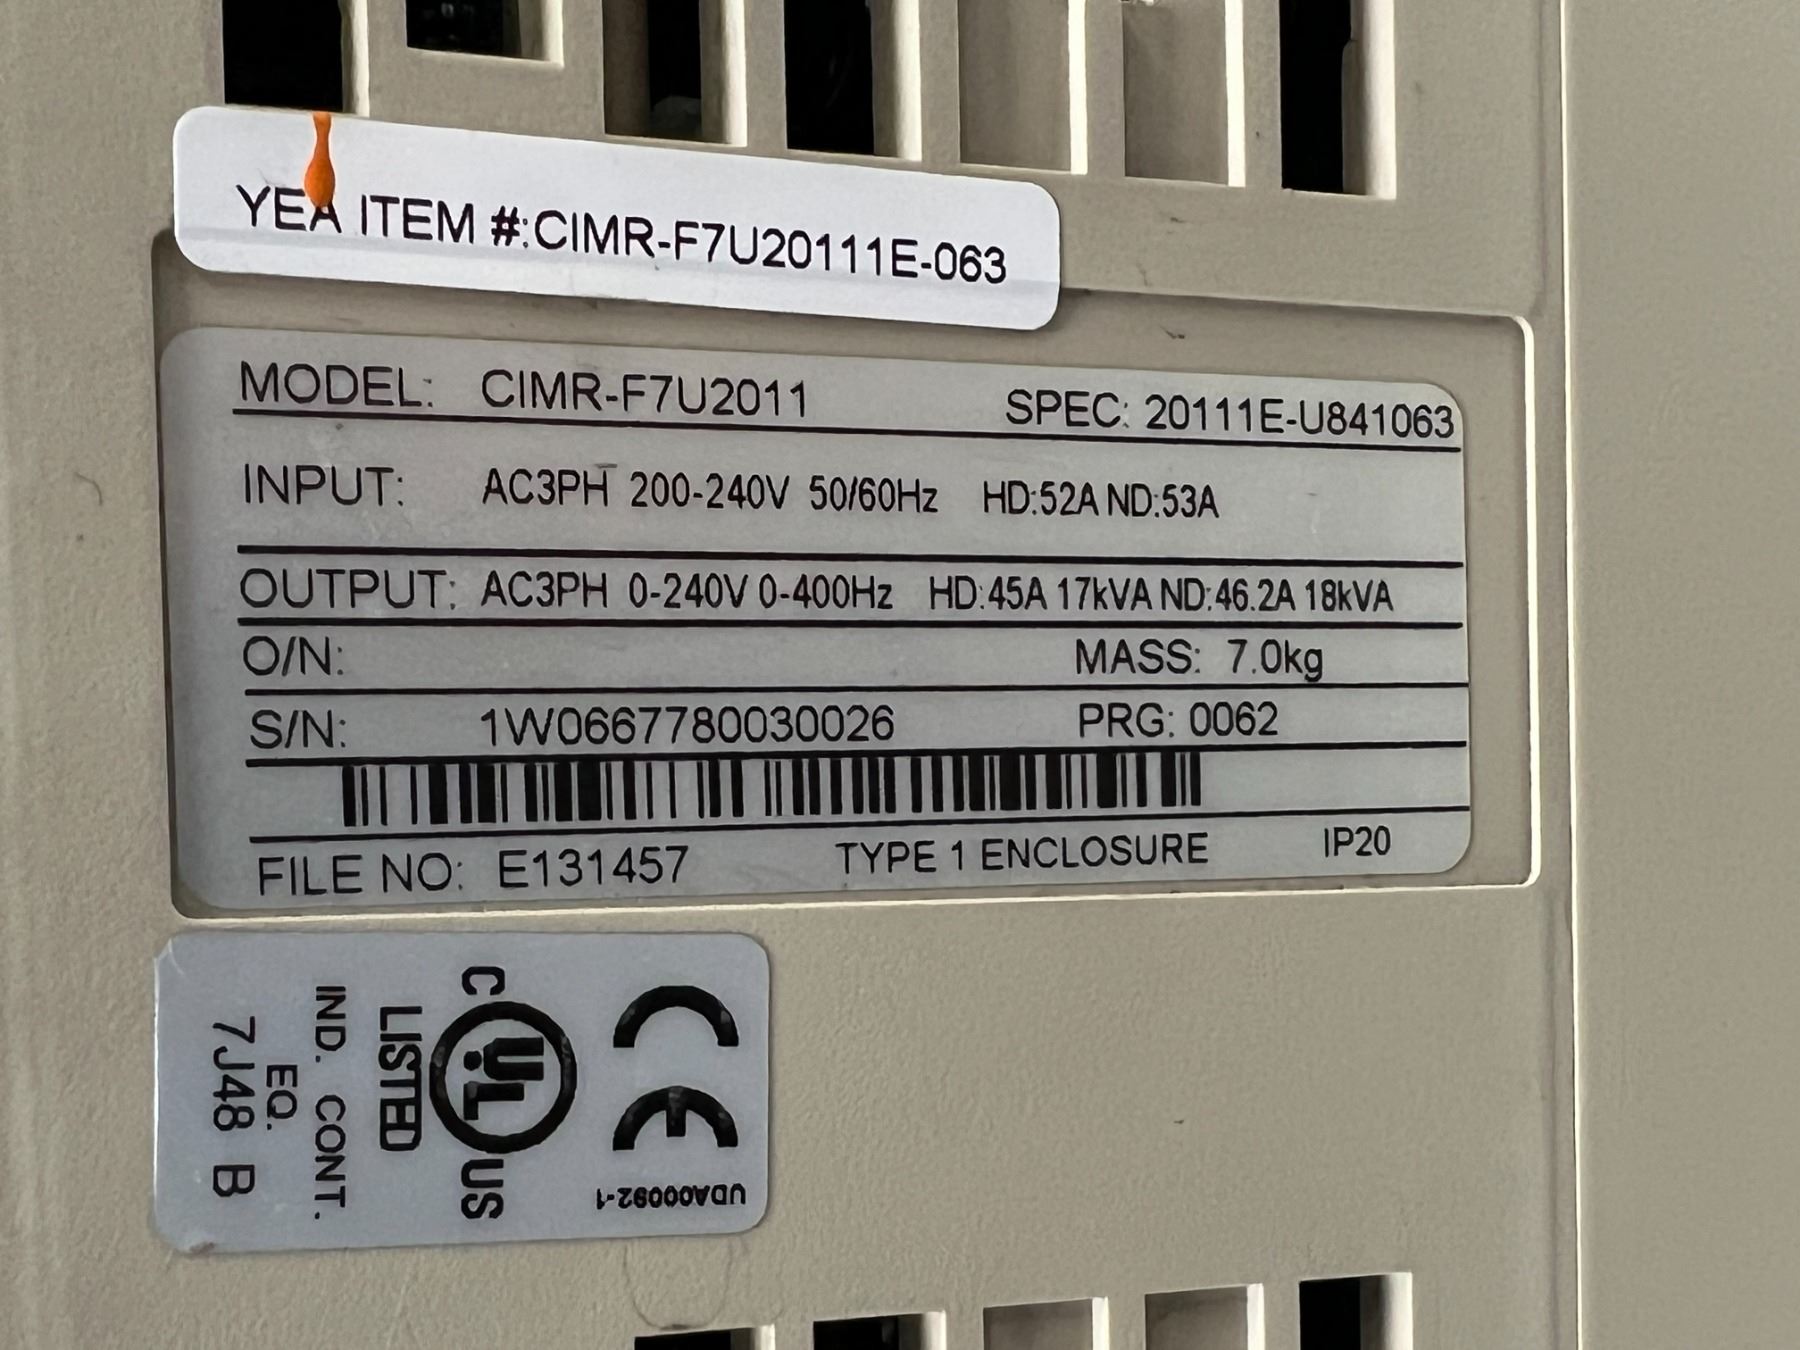 YEA ITEM #:CIMR-F7U20111E-063
MODEL: CIMR-F7U2011 SPEC: 20111E-U841063
INPUT: AC3PH 200-240V 50/60Hz HD:52A ND:53A
OUTPUT: AC3PH 0-240V 0-400Hz HD:45A 17kVA ND:46.2A 18kVA
O/N: MASS: 7.0kg
S/N: 1W0667780030026 PRG: 0062
FILE NO: E131457 TYPE 1 ENCLOSURE IP20
CE
C UL US
LISTED
IND. CONT.
EQ.
7J48 B
UDA00092-1